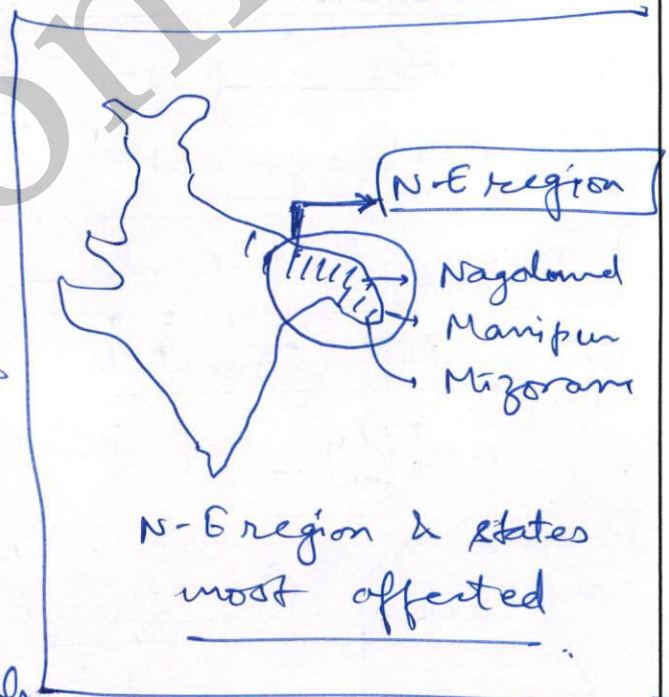 N-E region
Nagaland
Manipur
Mizoram
N-E region & states
most affected